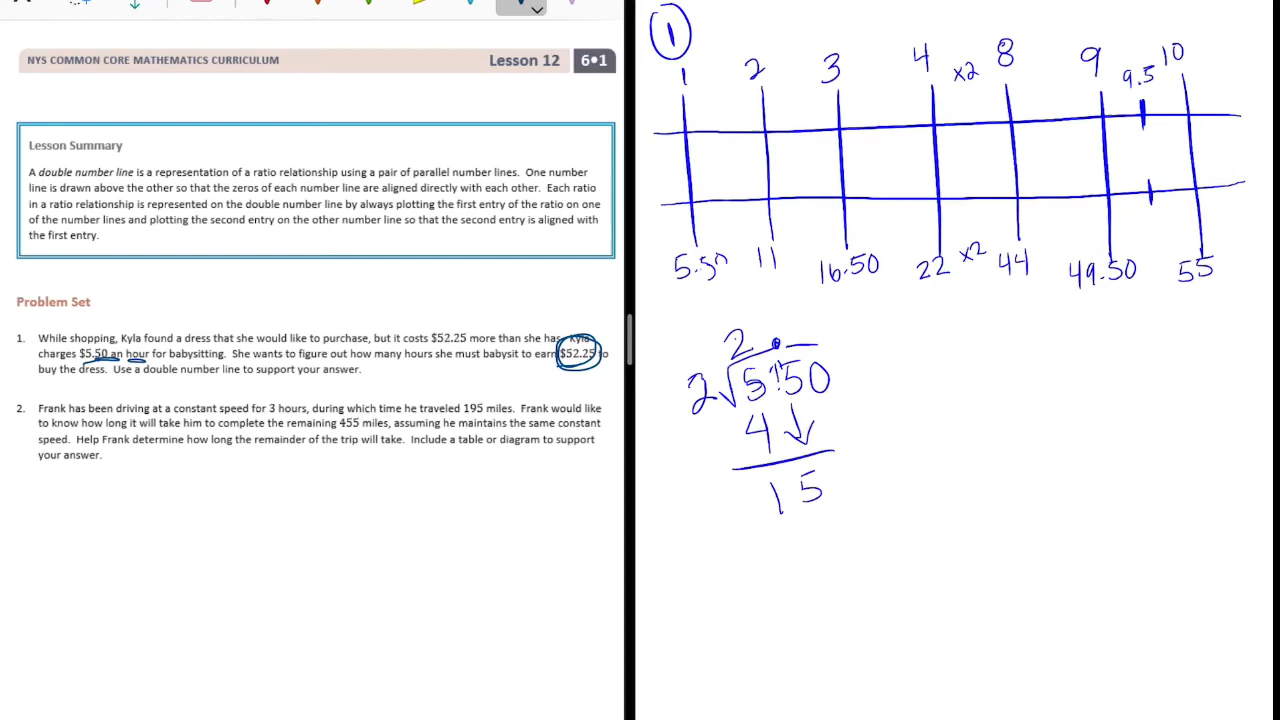 NYS COMMON CORE MATHEMATICS CURRICULUM Lesson 12 6•1
Lesson Summary
A double number line is a representation of a ratio relationship using a pair of parallel number lines. One number
line is drawn above the other so that the zeros of each number line are aligned directly with each other. Each ratio
in a ratio relationship is represented on the double number line by always plotting the first entry of the ratio on one
of the number lines and plotting the second entry on the other number line so that the second entry is aligned with
the first entry.
Problem Set
1. While shopping, Kyla found a dress that she would like to purchase, but it costs $52.25 more than she has. Kyla
charges $5.50 an hour for babysitting. She wants to figure out how many hours she must babysit to earn $52.25 to
buy the dress. Use a double number line to support your answer.
2. Frank has been driving at a constant speed for 3 hours, during which time he traveled 195 miles. Frank would like
to know how long it will take him to complete the remaining 455 miles, assuming he maintains the same constant
speed. Help Frank determine how long the remainder of the trip will take. Include a table or diagram to support
your answer.
1
1 2 3 4 x2 8 9 9.5 10
5.50 11 16.50 22 x2 44 49.50 55
2.
2√5.50
4
15